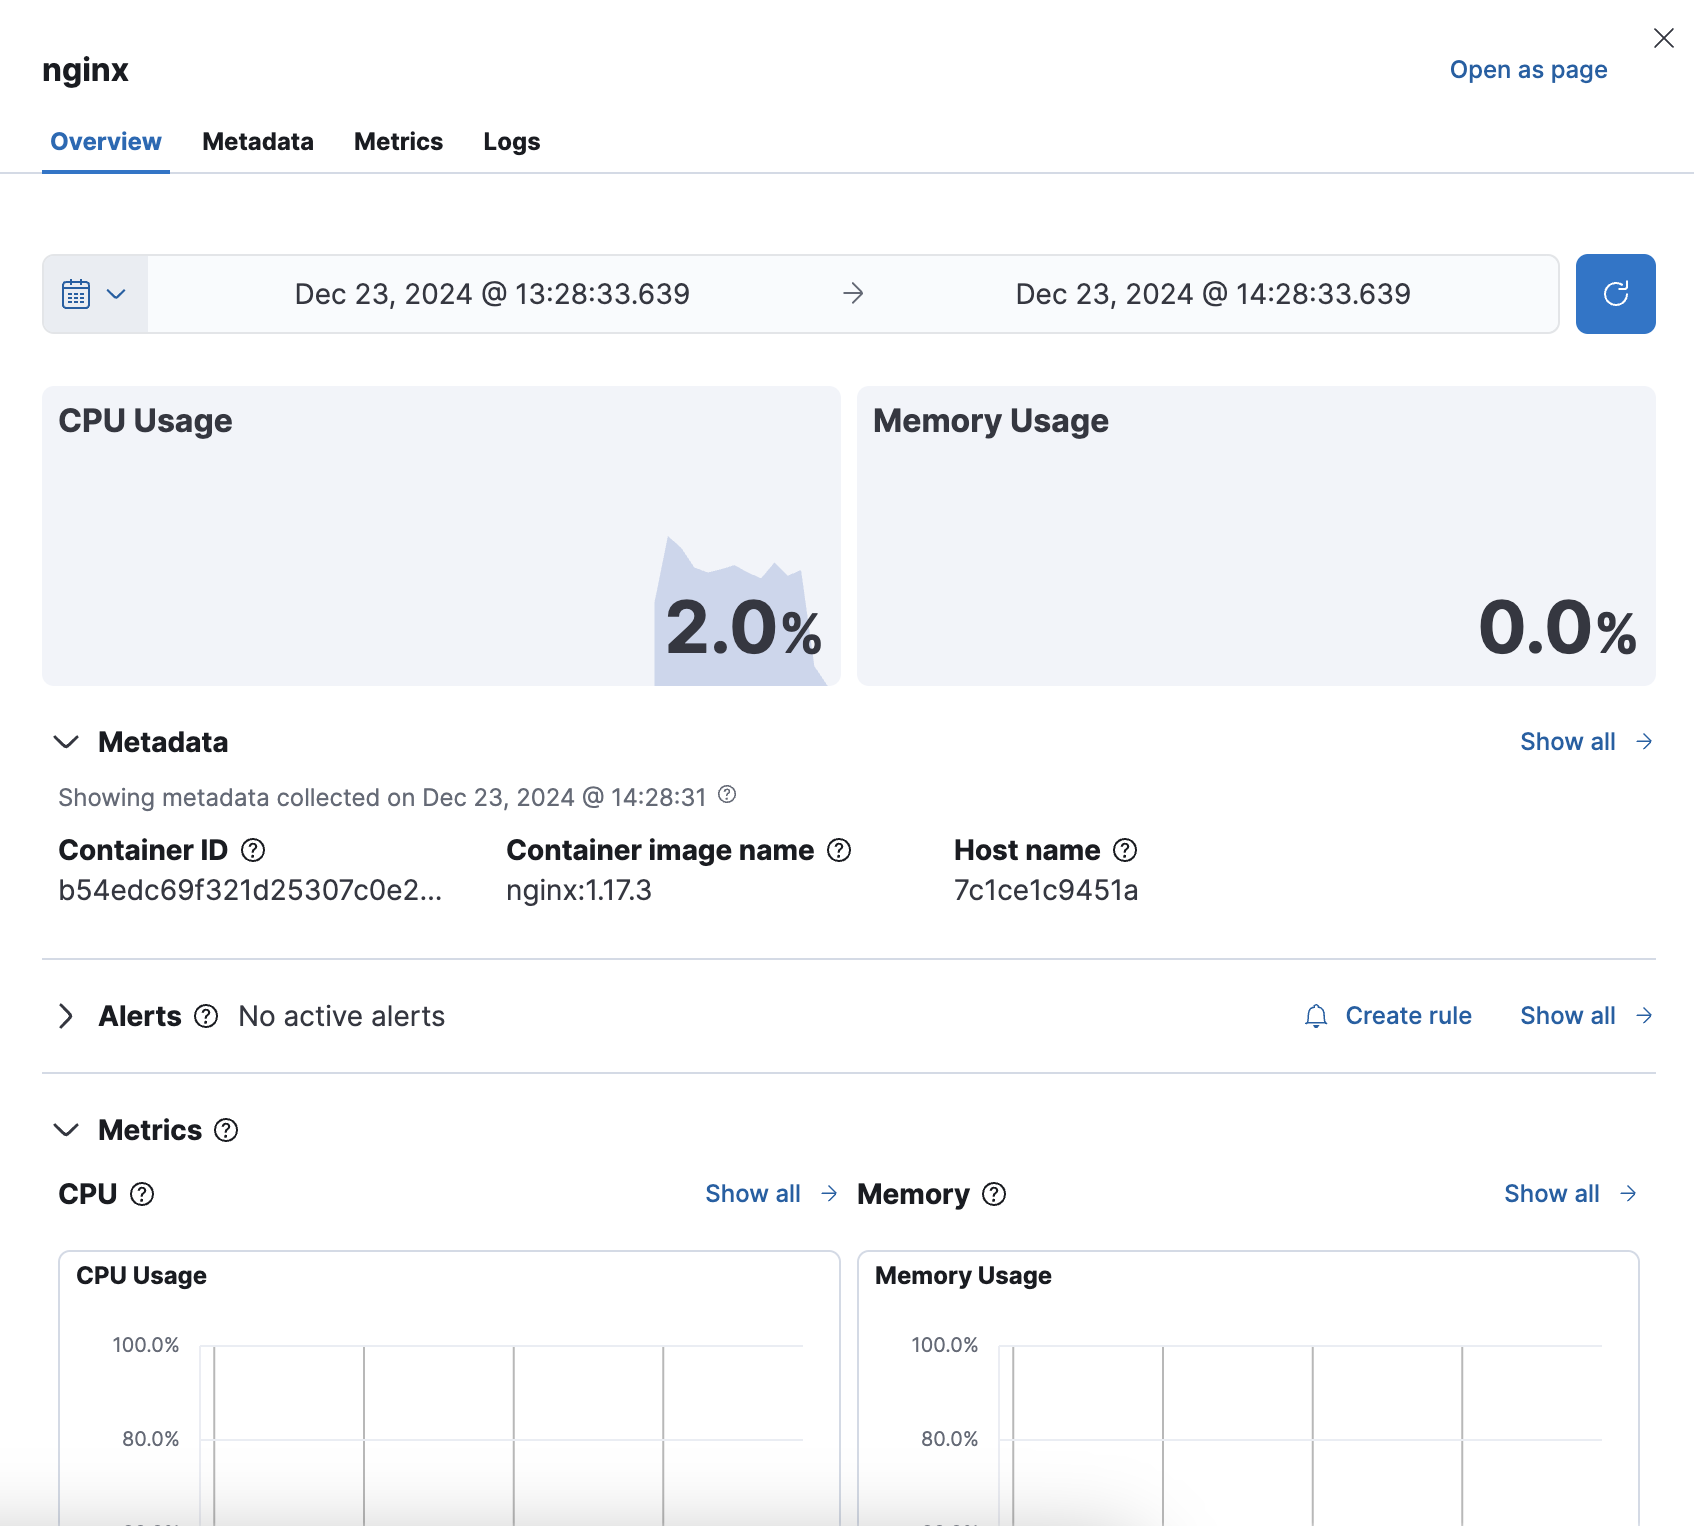 nginx
Open as page
Overview Metadata Metrics Logs
Dec 23, 2024 @ 13:28:33.639 → Dec 23, 2024 @ 14:28:33.639
CPU Usage
2.0%
Memory Usage
0.0%
Metadata
Show all →
Showing metadata collected on Dec 23, 2024 @ 14:28:31
Container ID
b54edc69f321d25307c0e2...
Container image name
nginx:1.17.3
Host name
7c1ce1c9451a
Alerts No active alerts
Create rule Show all →
Metrics
CPU Show all →
CPU Usage
100.0%
80.0%
Memory Show all →
Memory Usage
100.0%
80.0%